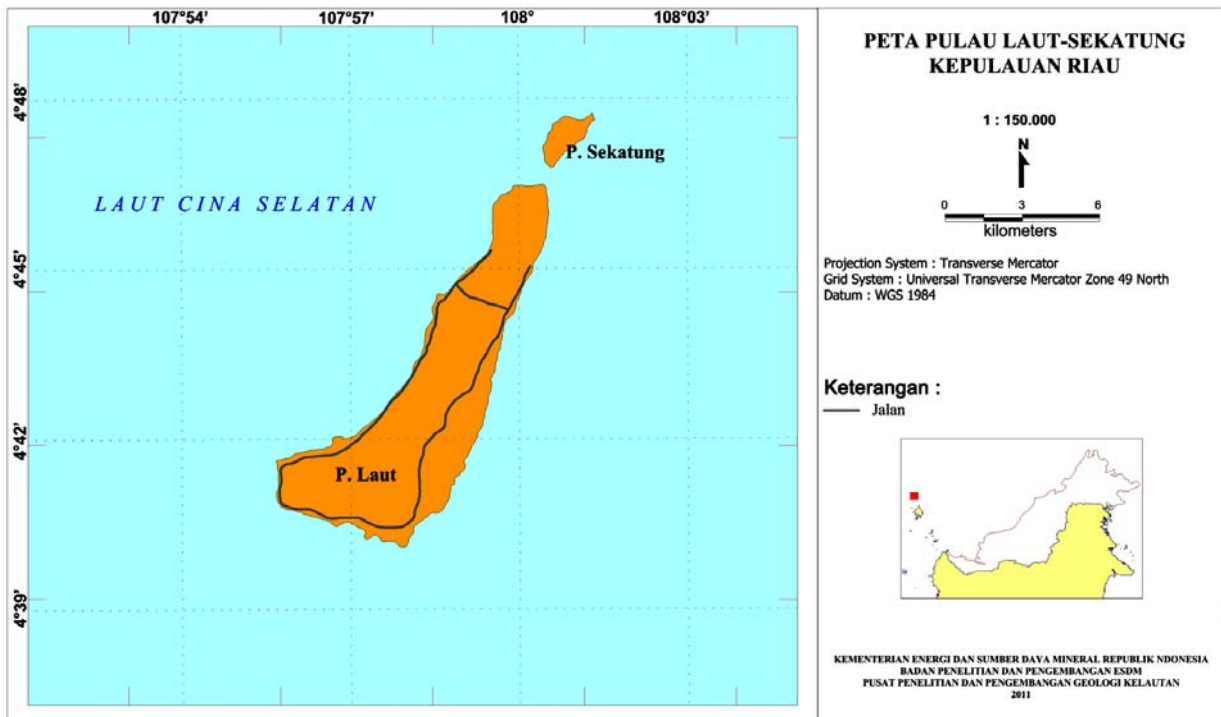 107°54' 107°57' 108° 108°03'
4°48'
4°45'
4°42'
4°39'
P. Sekatung
LAUT CINA SELATAN
P. Laut
PETA PULAU LAUT-SEKATUNG
KEPULAUAN RIAU
1 : 150.000
N
0 3 6
kilometers
Projection System : Transverse Mercator
Grid System : Universal Transverse Mercator Zone 49 North
Datum : WGS 1984
Keterangan :
Jalan
KEMENTERIAN ENERGI DAN SUMBER DAYA MINERAL REPUBLIK NDONESIA
BADAN PENELITIAN DAN PENGEMBANGAN ESDM
PUSAT PENELITIAN DAN PENGEMBANGAN GEOLOGI KELAUTAN
2011